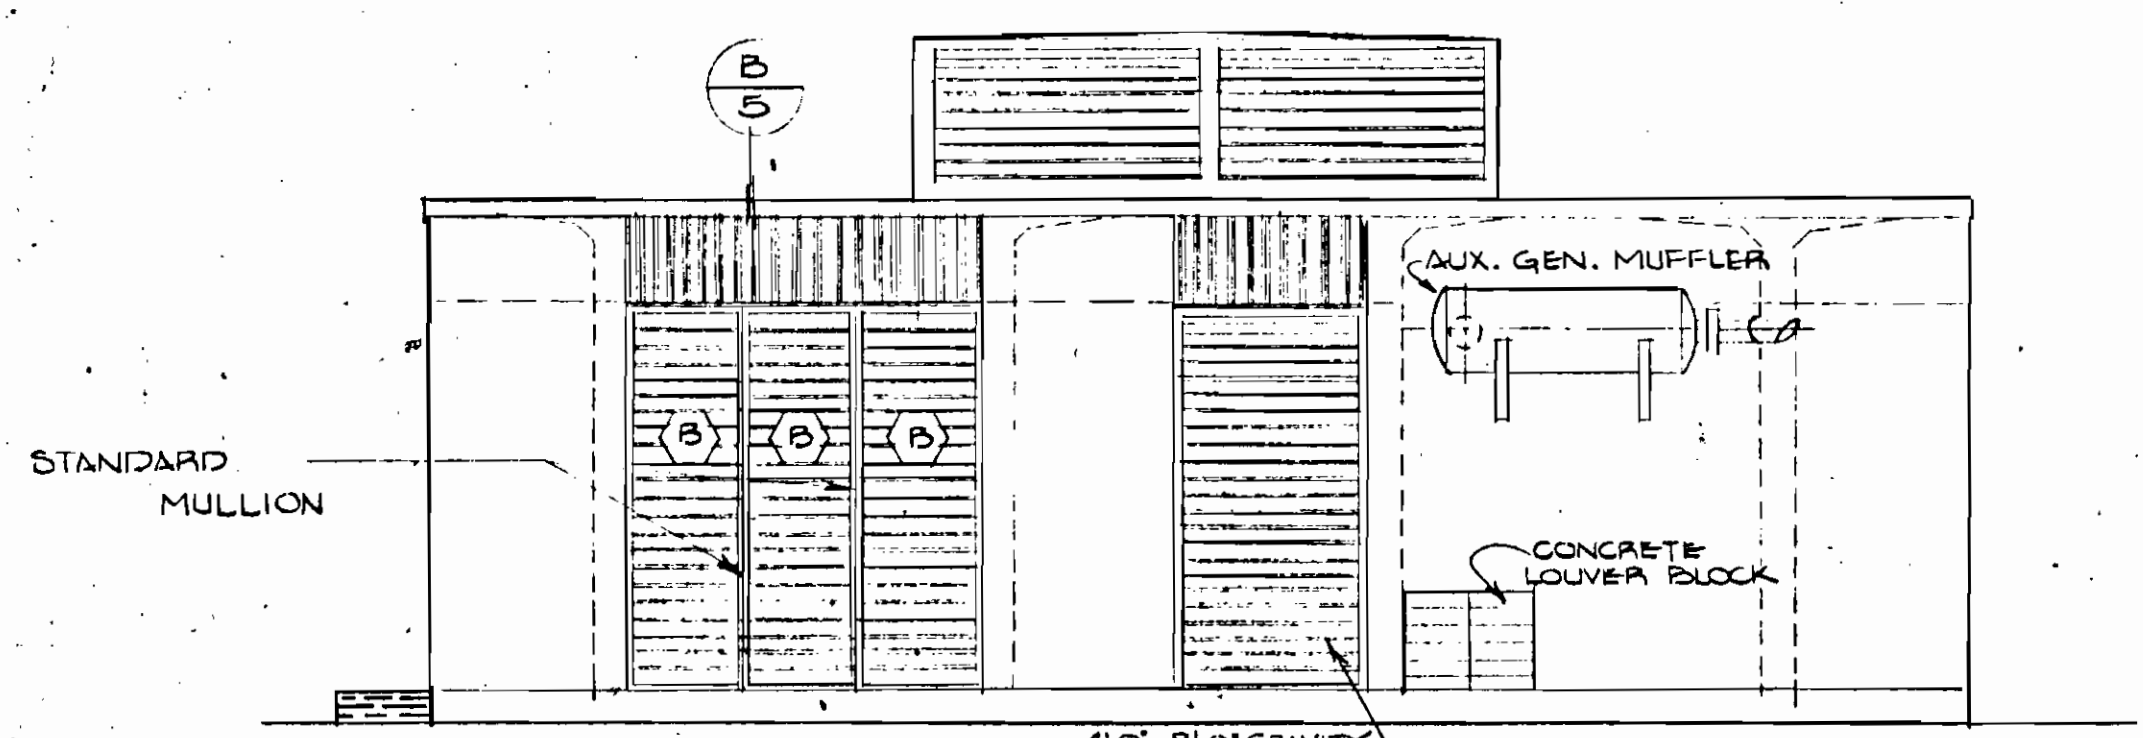 B
5
AUX. GEN. MUFFLER
B
B
B
STANDARD
MULLION
CONCRETE
LOUVER BLOCK